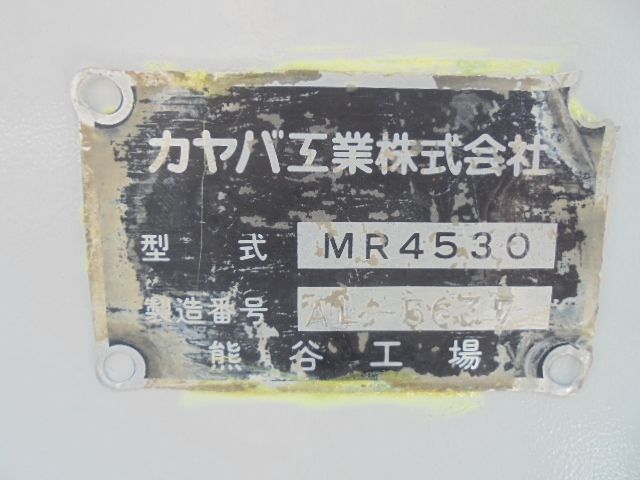 カヤバ工業株式会社
型式 MR4530
製造番号
熊谷工場